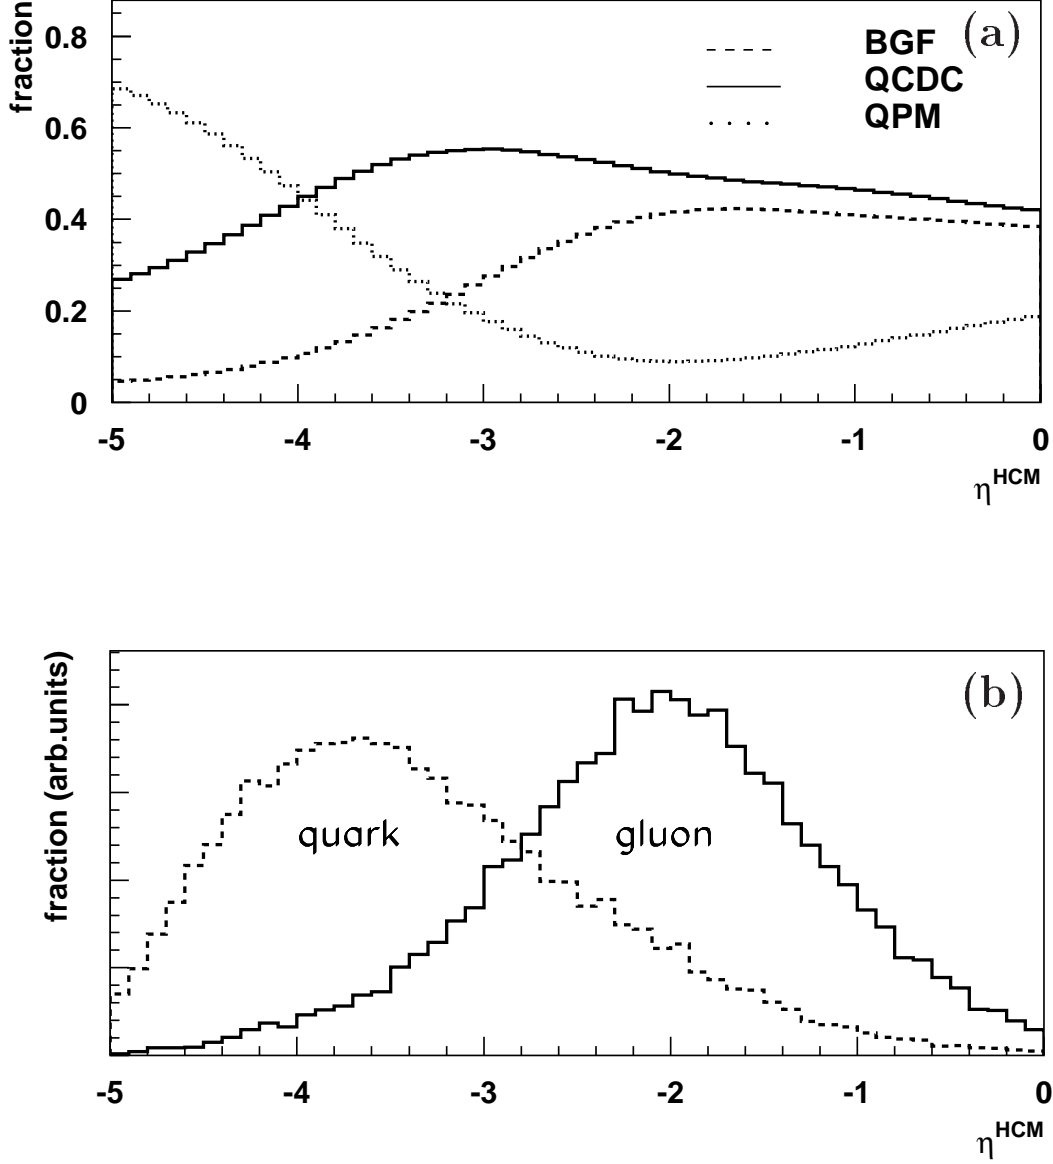 fraction
(a)
BGF
QCDC
QPM
0.8
0.6
0.4
0.2
0
-5 -4 -3 -2 -1 0
η^HCM
fraction (arb.units)
(b)
quark
gluon
-5 -4 -3 -2 -1 0
η^HCM